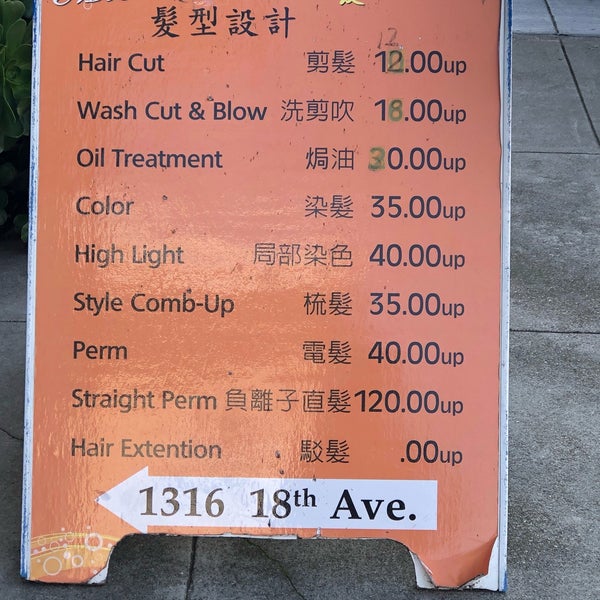 髮型設計
12
Hair Cut 剪髮 12.00up
Wash Cut & Blow 洗剪吹 18.00up
Oil Treatment 焗油 30.00up
Color 染髮 35.00up
High Light 局部染色 40.00up
Style Comb-Up 梳髮 35.00up
Perm 電髮 40.00up
Straight Perm 負離子直髮 120.00up
Hair Extention 駁髮 .00up
1316 18th Ave.